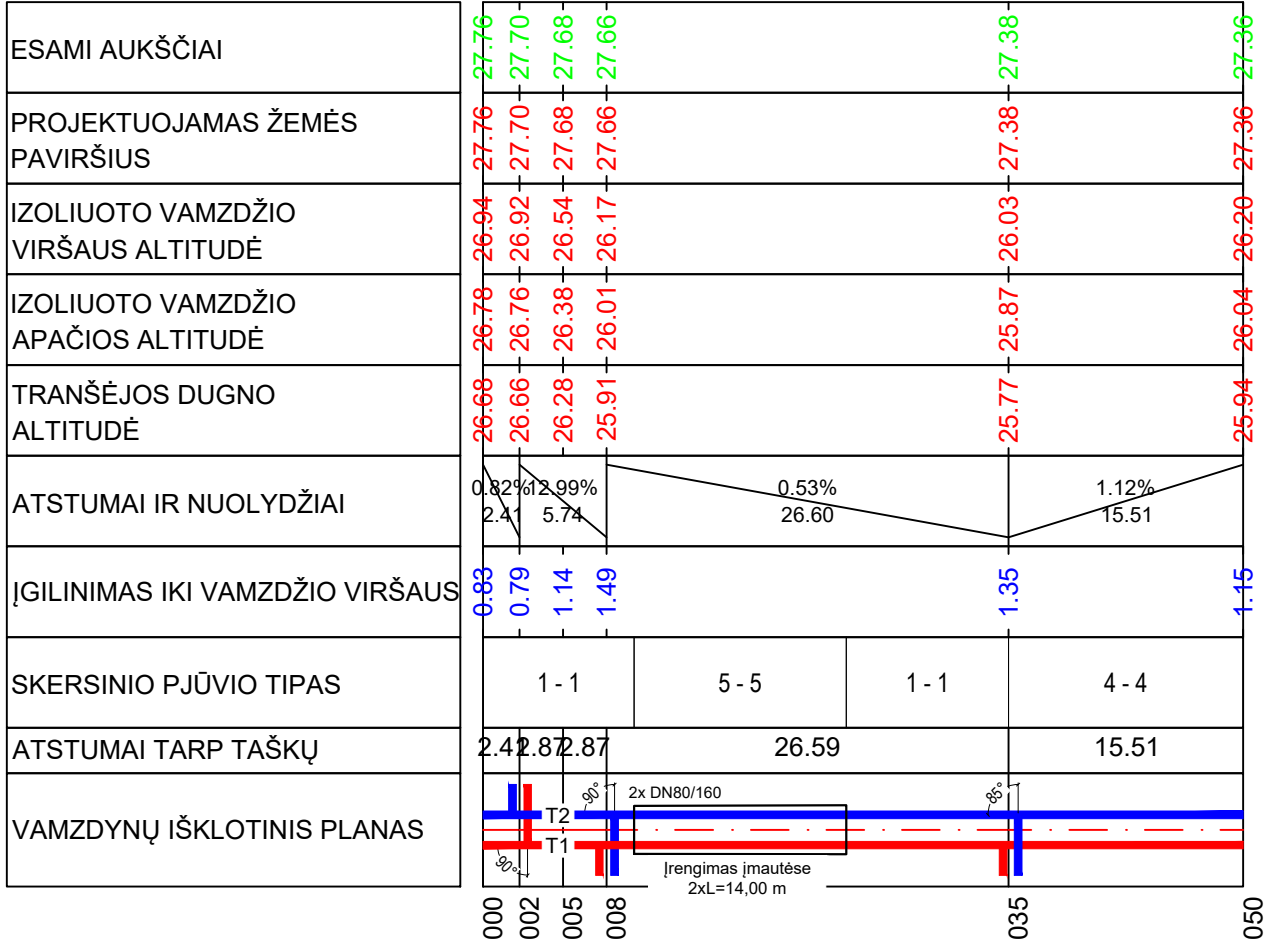 ESAMI AUKŠČIAI
27.76 27.70 27.68 27.66 27.38 27.36
PROJEKTUOJAMAS ŽEMĖS
PAVIRŠIUS
27.76 27.70 27.68 27.66 27.38 27.36
IZOLIUOTO VAMZDŽIO
VIRŠAUS ALTITUDĖ
26.94 26.92 26.54 26.17 26.03 26.20
IZOLIUOTO VAMZDŽIO
APAČIOS ALTITUDĖ
26.78 26.76 26.38 26.01 25.87 26.04
TRANŠĖJOS DUGNO
ALTITUDĖ
26.68 26.66 26.28 25.91 25.77 25.94
ATSTUMAI IR NUOLYDŽIAI
0.82% 12.99% 0.53% 1.12%
2.41 5.74 26.60 15.51
ĮGILINIMAS IKI VAMZDŽIO VIRŠAUS
0.83 0.79 1.14 1.49 1.35 1.15
SKERSINIO PJŪVIO TIPAS
1 - 1 5 - 5 1 - 1 4 - 4
ATSTUMAI TARP TAŠKŲ
2.41 2.87 2.87 26.59 15.51
VAMZDYNŲ IŠKLOTINIS PLANAS
90° 2x DN80/160 85°
T2
T1
90°
Įrengimas įmautėse
2xL=14,00 m
000 002 005 008 035 050